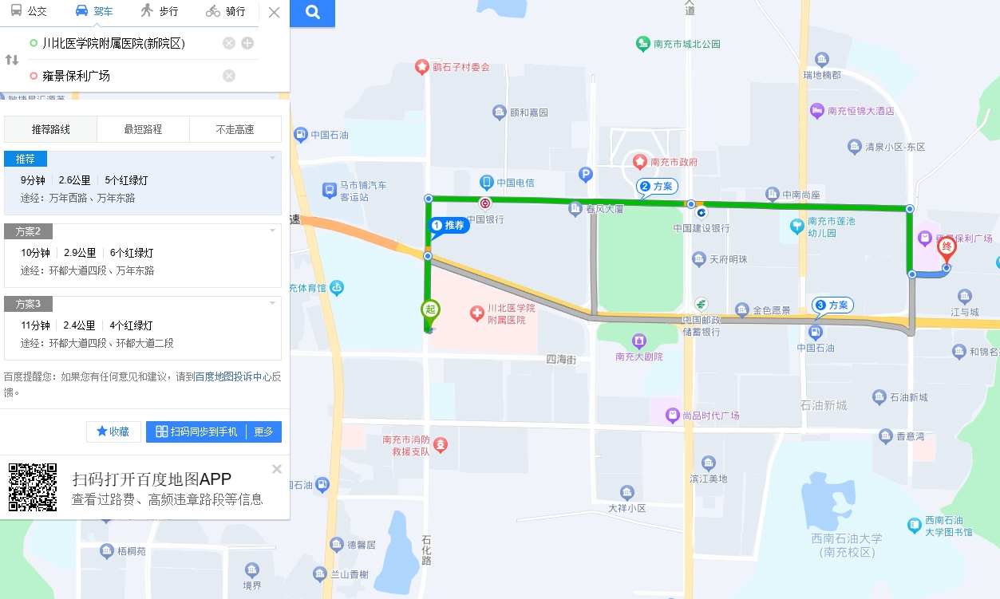 公交
驾车
步行
骑行
川北医学院附属医院(新院区)
雍景保利广场
推荐路线
最短路程
不走高速
推荐
9分钟
2.6公里
5个红绿灯
途经：万年西路、万年东路
方案2
10分钟
2.9公里
6个红绿灯
途经：环都大道四段、万年东路
方案3
11分钟
2.4公里
4个红绿灯
途经：环都大道四段、环都大道二段
百度提醒您：如果您有任何意见和建议，请到百度地图投诉中心反
馈。
收藏
扫码同步到手机
更多
扫码打开百度地图APP
查看过路费、高频违章路段等信息
大道
南充市城北公园
鹞石子村委会
瑞地楠郡
颐和嘉园
南充恒锦大酒店
中国石油
清泉小区-东区
南充市政府
P
马市铺汽车
客运站
中国电信
2 方案
中南尚座
春风大厦
速
中国银行
1 推荐
中国建设银行
南充市莲池
幼儿园
雍景保利广场
终
天府明珠
充体育馆
起
川北医学院
附属医院
金色愿景
3 方案
江与城
中国邮政
储蓄银行
中国石油
南充大剧院
四海街
和锦名
石油新城
石油新城
尚品时代广场
南充市消防
救援支队
香意湾
国石油
滨江美地
大祥小区
西南石油
大学图书馆
西南石油大学
(南充校区)
石化路
德馨居
梧桐苑
境界
兰山香榭